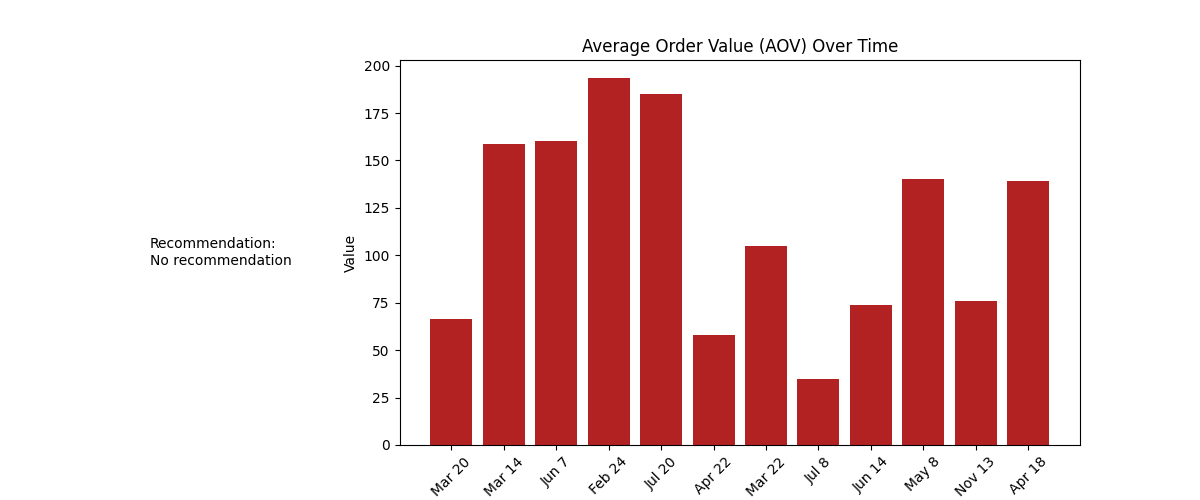 Average Order Value (AOV) Over Time
Recommendation:
No recommendation
Value
200
175
150
125
100
75
50
25
0
Mar 20
Mar 14
Jun 7
Feb 24
Jul 20
Apr 22
Mar 22
Jul 8
Jun 14
May 8
Nov 13
Apr 18